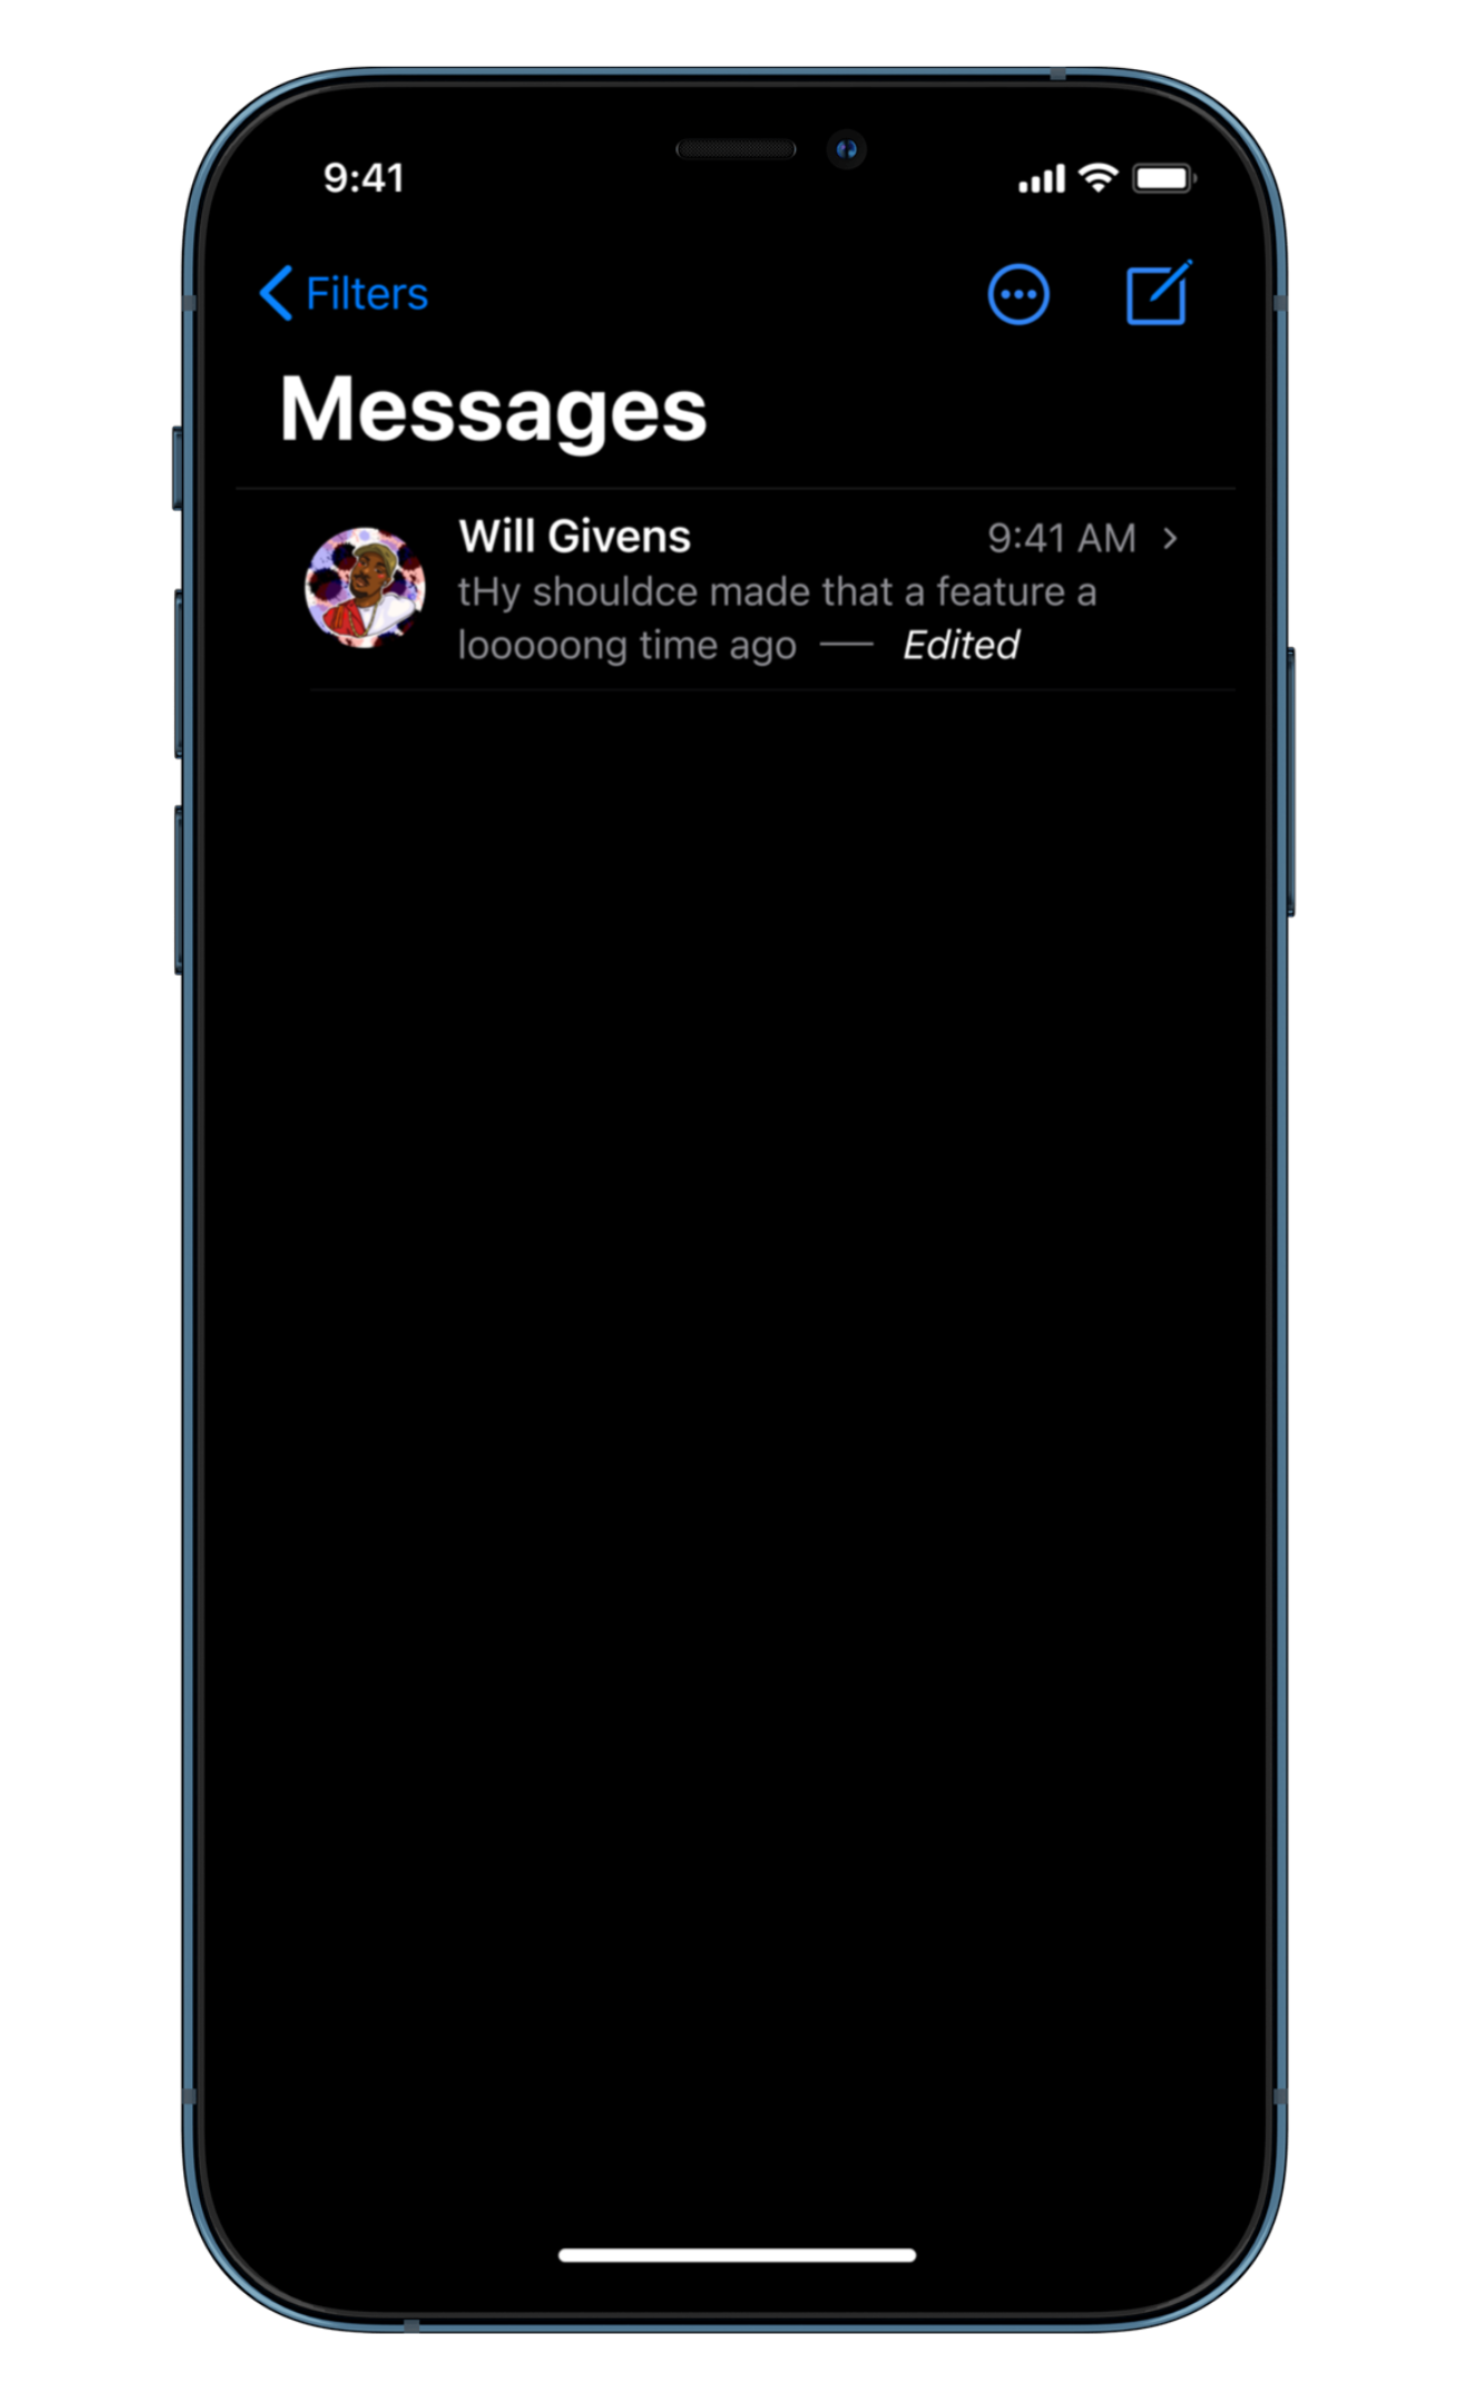 9:41
Filters
Messages
Will Givens 9:41 AM
tHy shouldce made that a feature a
looooong time ago — Edited